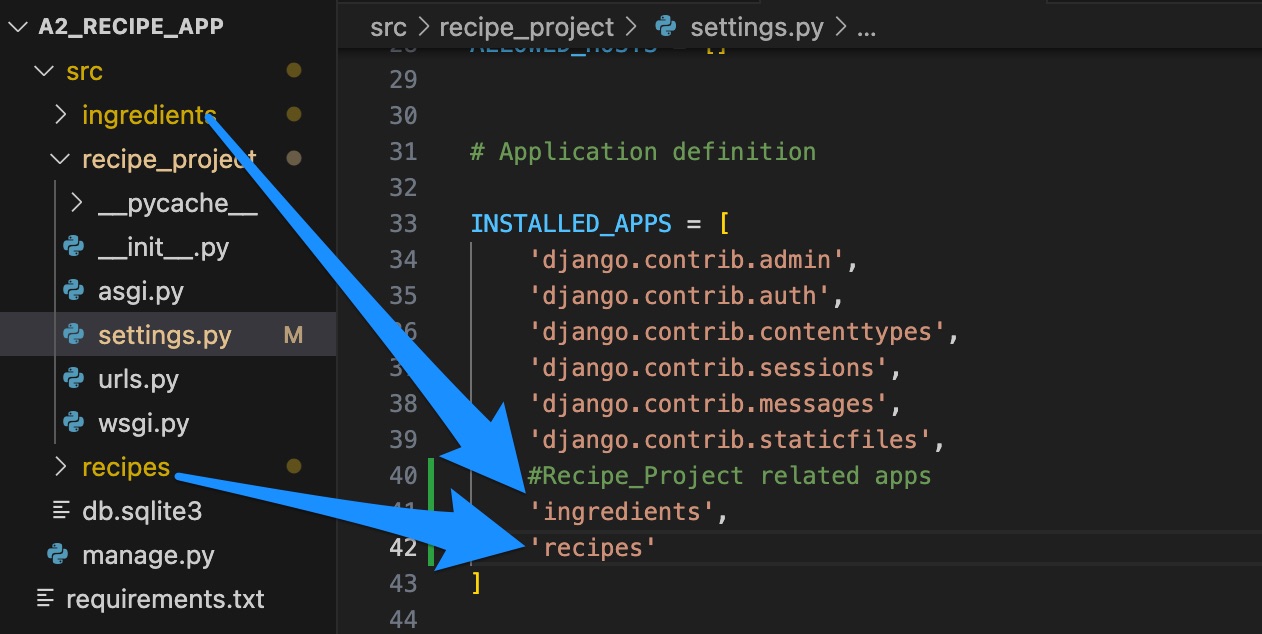 A2_RECIPE_APP
src
ingredients
recipe_project
__pycache__
__init__.py
asgi.py
settings.py M
urls.py
wsgi.py
recipes
db.sqlite3
manage.py
requirements.txt
src > recipe_project > settings.py > ...
28 ALLOWED_HOSTS = []
29
30
31 # Application definition
32
33 INSTALLED_APPS = [
34 'django.contrib.admin',
35 'django.contrib.auth',
36 'django.contrib.contenttypes',
37 'django.contrib.sessions',
38 'django.contrib.messages',
39 'django.contrib.staticfiles',
40 #Recipe_Project related apps
41 'ingredients',
42 'recipes'
43 ]
44